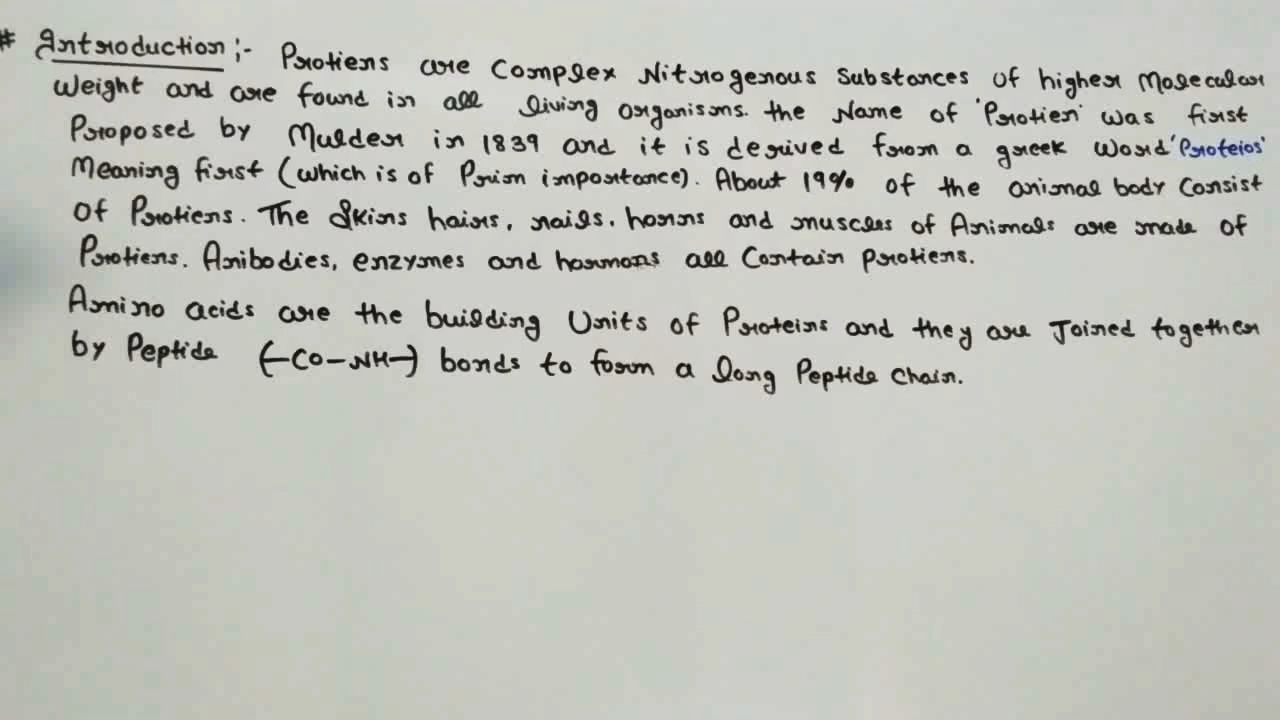 # Introduction :- Protiens are Complex Nitrogenous Substances of higher Molecular
Weight and are found in all living organisms. the Name of 'Protien' was first
Proposed by Mulder in 1839 and it is derived from a greek word 'Proteios'
Meaning first (which is of Prim importance). About 19% of the animal body Consist
of Protiens. The Skins hairs, nails, horns and muscles of Animals are made of
Protiens. Anibodies, enzymes and harmons all Contain protiens.
Amino acids are the building Units of Proteins and they are Joined together
by Peptide (-CO-NH-) bonds to form a long Peptide Chain.